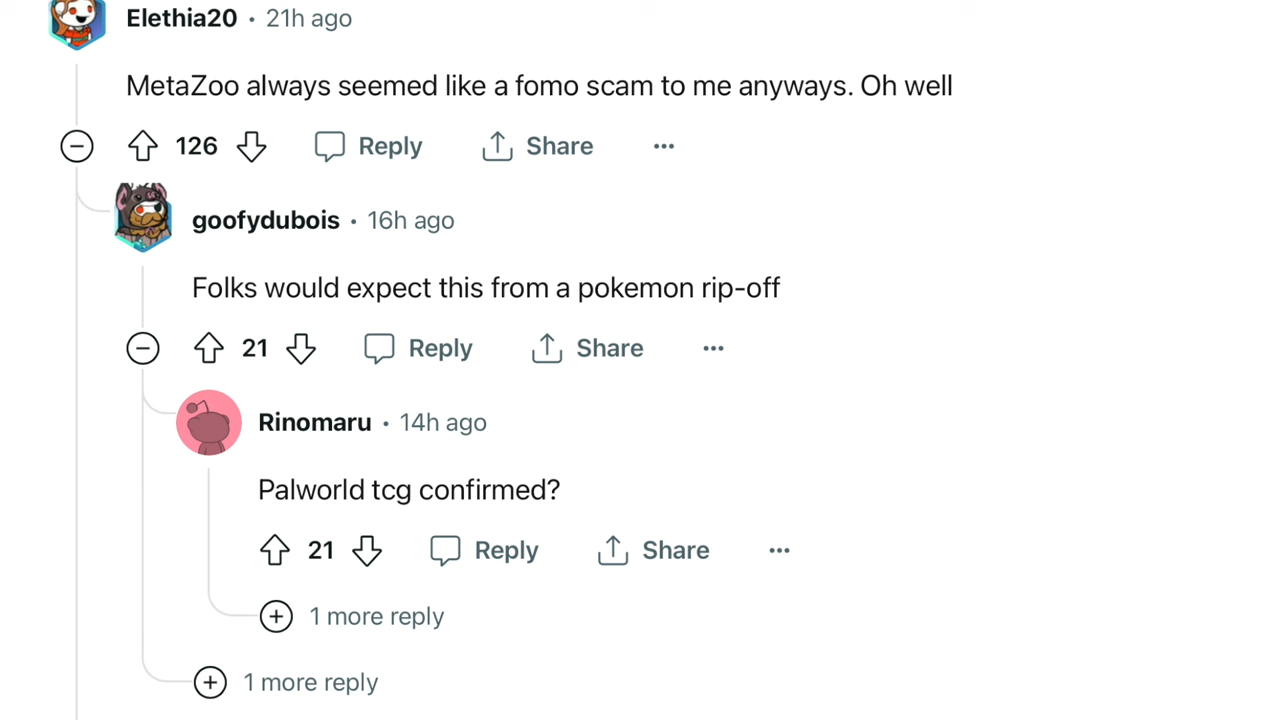 Elethia20 • 21h ago
MetaZoo always seemed like a fomo scam to me anyways. Oh well
126 Reply Share ...
goofydubois • 16h ago
Folks would expect this from a pokemon rip-off
21 Reply Share ...
Rinomaru • 14h ago
Palworld tcg confirmed?
21 Reply Share ...
1 more reply
1 more reply